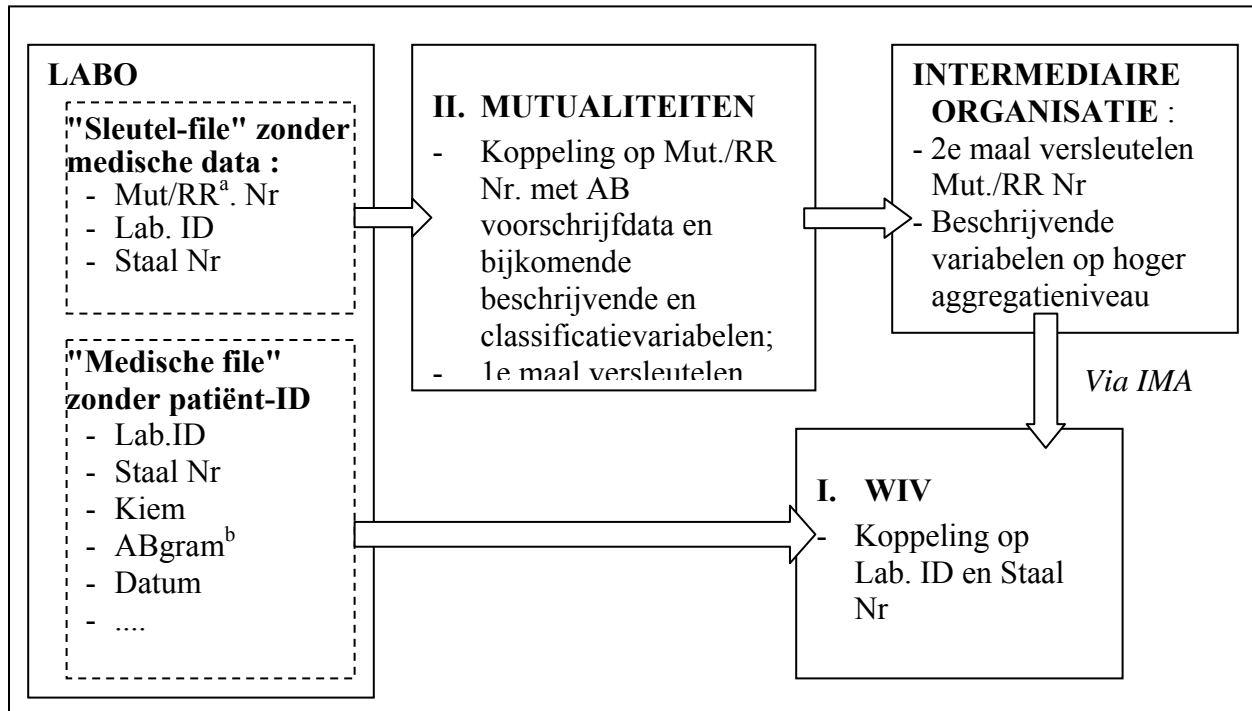 LABO
"Sleutel-file" zonder
medische data :
- Mut/RRᵃ. Nr
- Lab. ID
- Staal Nr
"Medische file"
zonder patiënt-ID
- Lab.ID
- Staal Nr
- Kiem
- ABgramᵇ
- Datum
- ....
II. MUTUALITEITEN
- Koppeling op Mut./RR
Nr. met AB
voorschrijfdata en
bijkomende
beschrijvende en
classificatievariabelen;
- 1e maal versleutelen
INTERMEDIAIRE
ORGANISATIE :
- 2e maal versleutelen
Mut./RR Nr
- Beschrijvende
variabelen op hoger
aggregatieniveau
Via IMA
I. WIV
- Koppeling op
Lab. ID en Staal
Nr